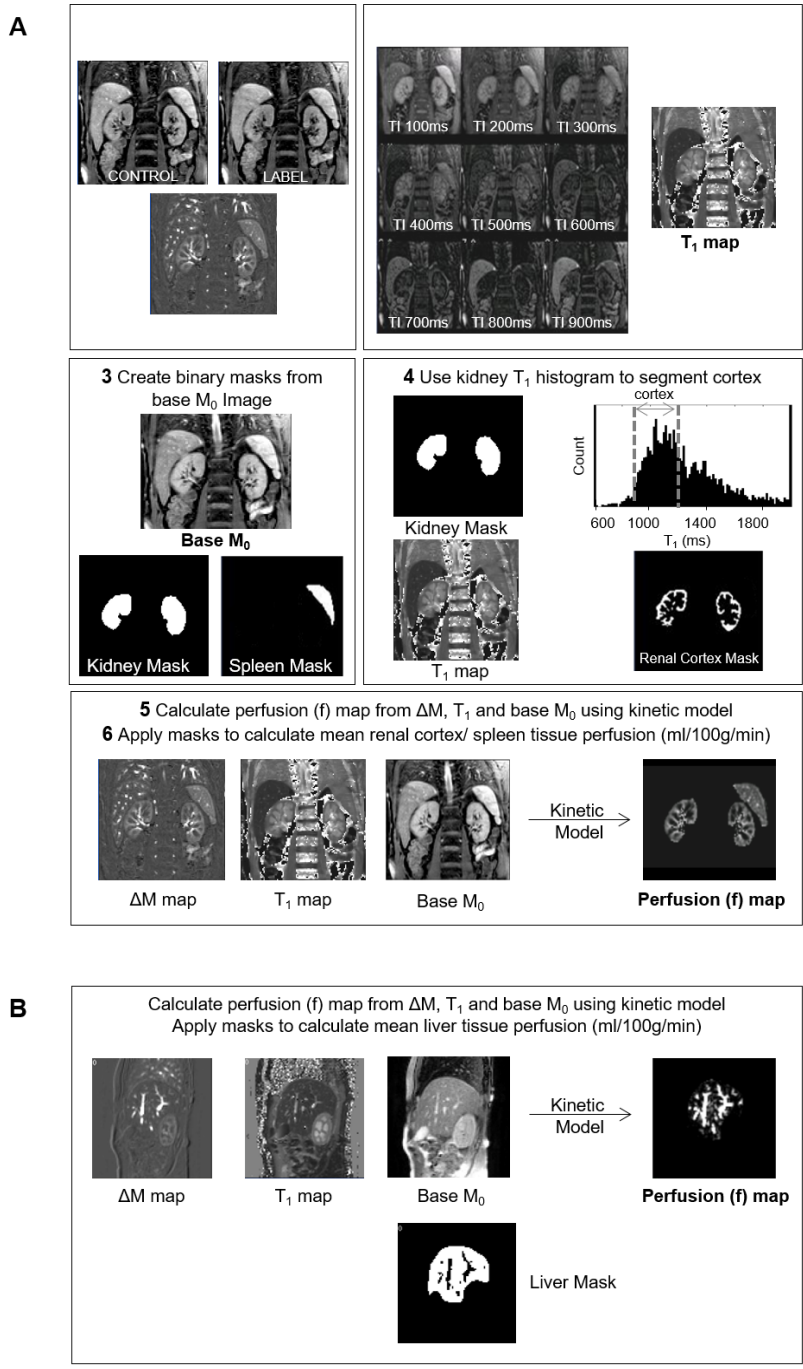 A
CONTROL
LABEL
TI 100ms
TI 200ms
TI 300ms
TI 400ms
TI 500ms
TI 600ms
TI 700ms
TI 800ms
TI 900ms
T₁ map
3 Create binary masks from
base M₀ Image
Base M₀
Kidney Mask
Spleen Mask
4 Use kidney T₁ histogram to segment cortex
cortex
Count
600 1000 1400 1800
T₁ (ms)
Kidney Mask
T₁ map
Renal Cortex Mask
5 Calculate perfusion (f) map from ΔM, T₁ and base M₀ using kinetic model
6 Apply masks to calculate mean renal cortex/ spleen tissue perfusion (ml/100g/min)
Kinetic
Model
ΔM map
T₁ map
Base M₀
Perfusion (f) map
B
Calculate perfusion (f) map from ΔM, T₁ and base M₀ using kinetic model
Apply masks to calculate mean liver tissue perfusion (ml/100g/min)
Kinetic
Model
ΔM map
T₁ map
Base M₀
Perfusion (f) map
Liver Mask